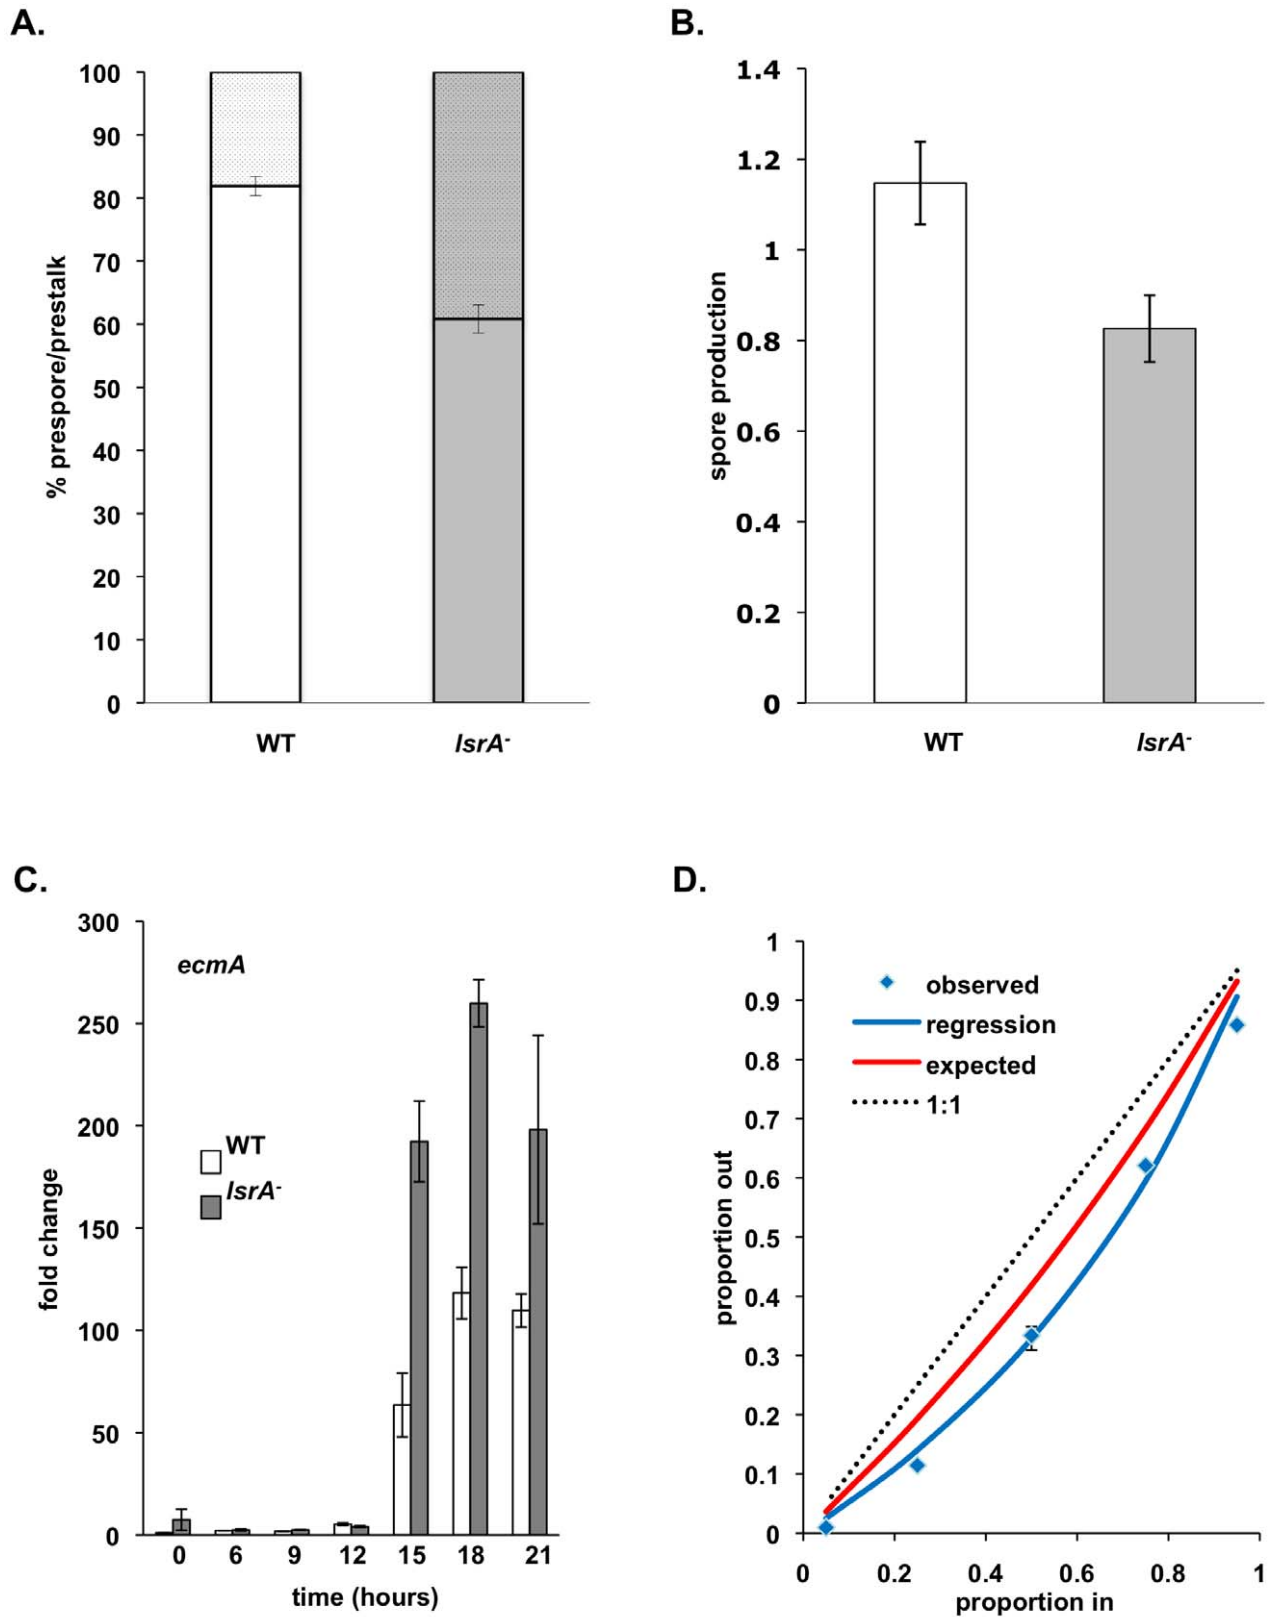 A.
% prespore/prestalk
100
90
80
70
60
50
40
30
20
10
0
WT
lsrA-
B.
spore production
1.4
1.2
1
0.8
0.6
0.4
0.2
0
WT
lsrA-
C.
fold change
300
250
200
150
100
50
0
ecmA
WT
lsrA-
0 6 9 12 15 18 21
time (hours)
D.
proportion out
1
0.9
0.8
0.7
0.6
0.5
0.4
0.3
0.2
0.1
0
observed
regression
expected
1:1
0 0.2 0.4 0.6 0.8 1
proportion in